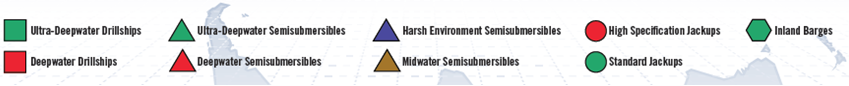 Ultra-Deepwater Drillships Ultra-Deepwater Semisubmersibles Harsh Environment Semisubmersibles High Specification Jackups Inland Barges
Deepwater Drillships Deepwater Semisubmersibles Midwater Semisubmersibles Standard Jackups